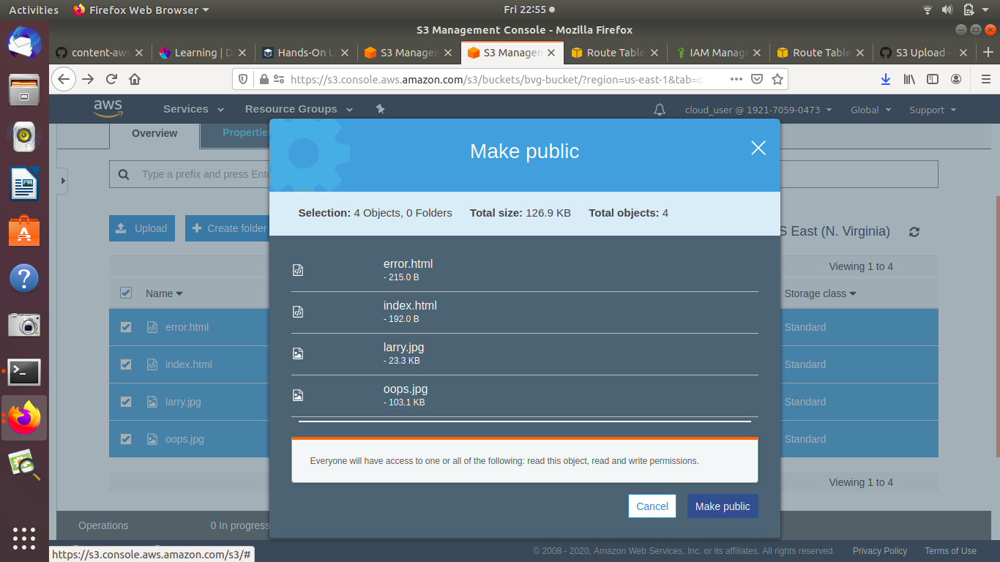 Activities Firefox Web Browser Fri 22:55
S3 Management Console - Mozilla Firefox
content-aws Learning | D Hands-On L S3 Managem S3 Managem Route Table IAM Manage Route Table S3 Upload -
https://s3.console.aws.amazon.com/s3/buckets/bvg-bucket/?region=us-east-1&tab=o
aws Services Resource Groups cloud_user @ 1921-7059-0473 Global Support
Overview Properties
Make public
Type a prefix and press Ente
Selection: 4 Objects, 0 Folders Total size: 126.9 KB Total objects: 4
Upload Create folder S East (N. Virginia)
Viewing 1 to 4
Name Storage class
error.html
- 215.0 B
index.html
- 192.0 B
larry.jpg
- 23.3 KB
oops.jpg
- 103.1 KB
error.html Standard
index.html Standard
larry.jpg Standard
oops.jpg Standard
Everyone will have access to one or all of the following: read this object, read and write permissions.
Viewing 1 to 4
Cancel Make public
Operations 0 In progress
© 2008 - 2020, Amazon Web Services, Inc. or its affiliates. All rights reserved. Privacy Policy Terms of Use
https://s3.console.aws.amazon.com/s3/#